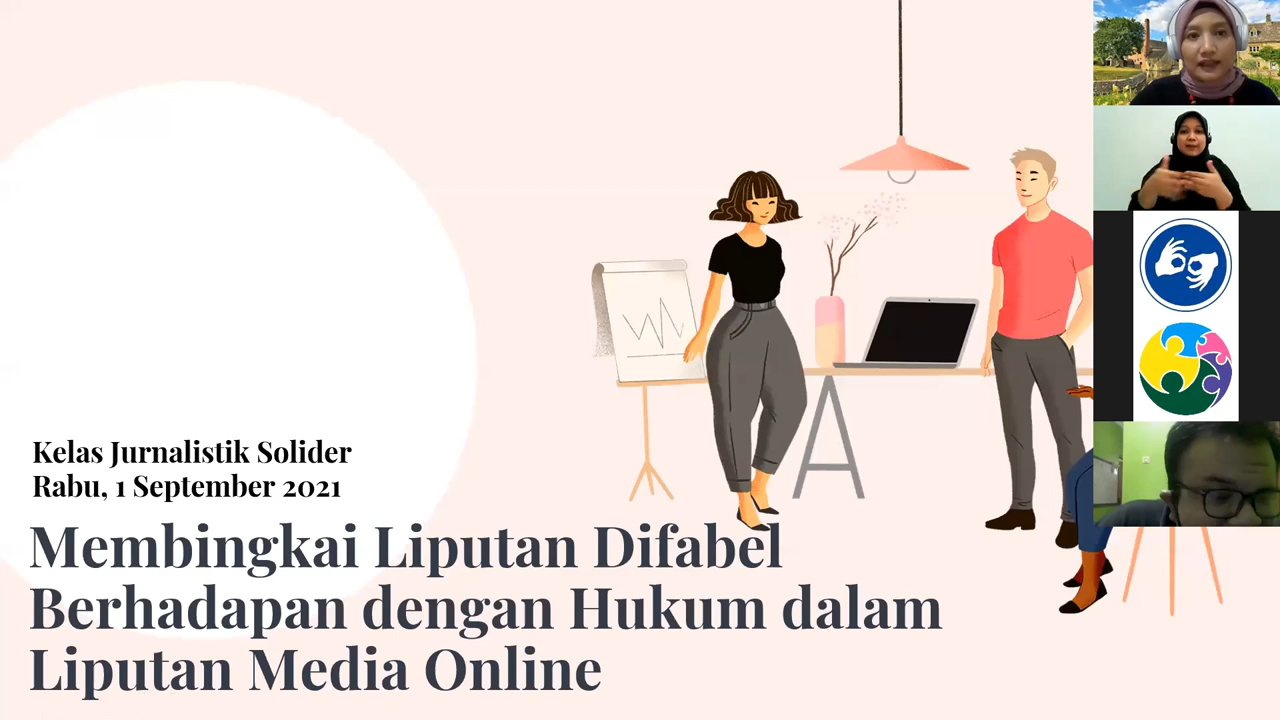 Kelas Jurnalistik Solider
Rabu, 1 September 2021
Membingkai Liputan Difabel
Berhadapan dengan Hukum dalam
Liputan Media Online